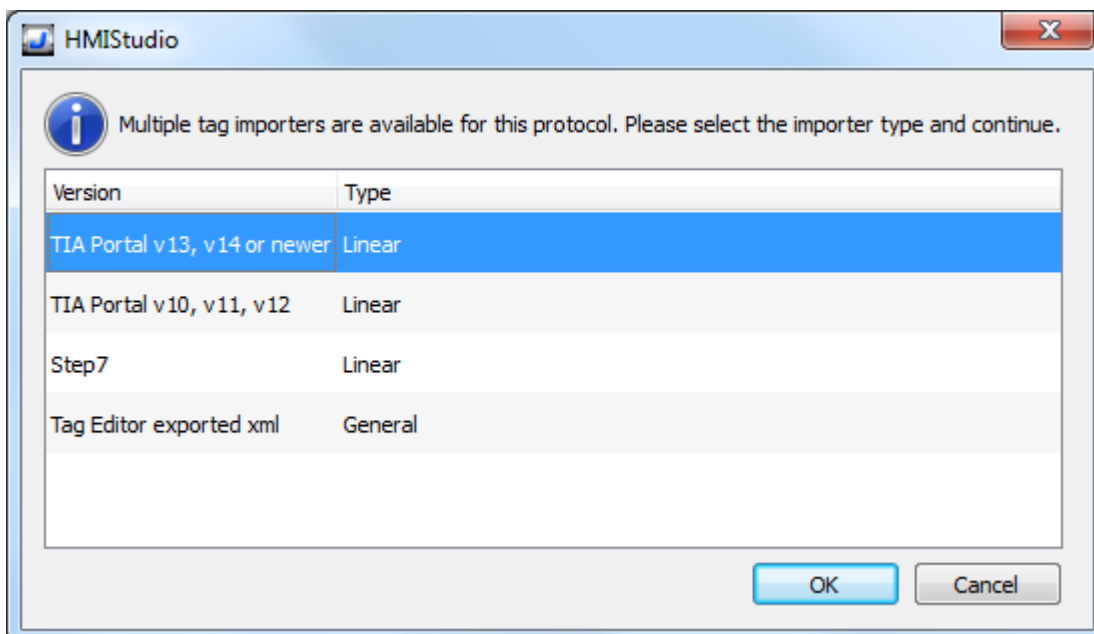 HMIStudio
Multiple tag importers are available for this protocol. Please select the importer type and continue.
Version Type
TIA Portal v13, v14 or newer Linear
TIA Portal v10, v11, v12 Linear
Step7 Linear
Tag Editor exported xml General
OK Cancel